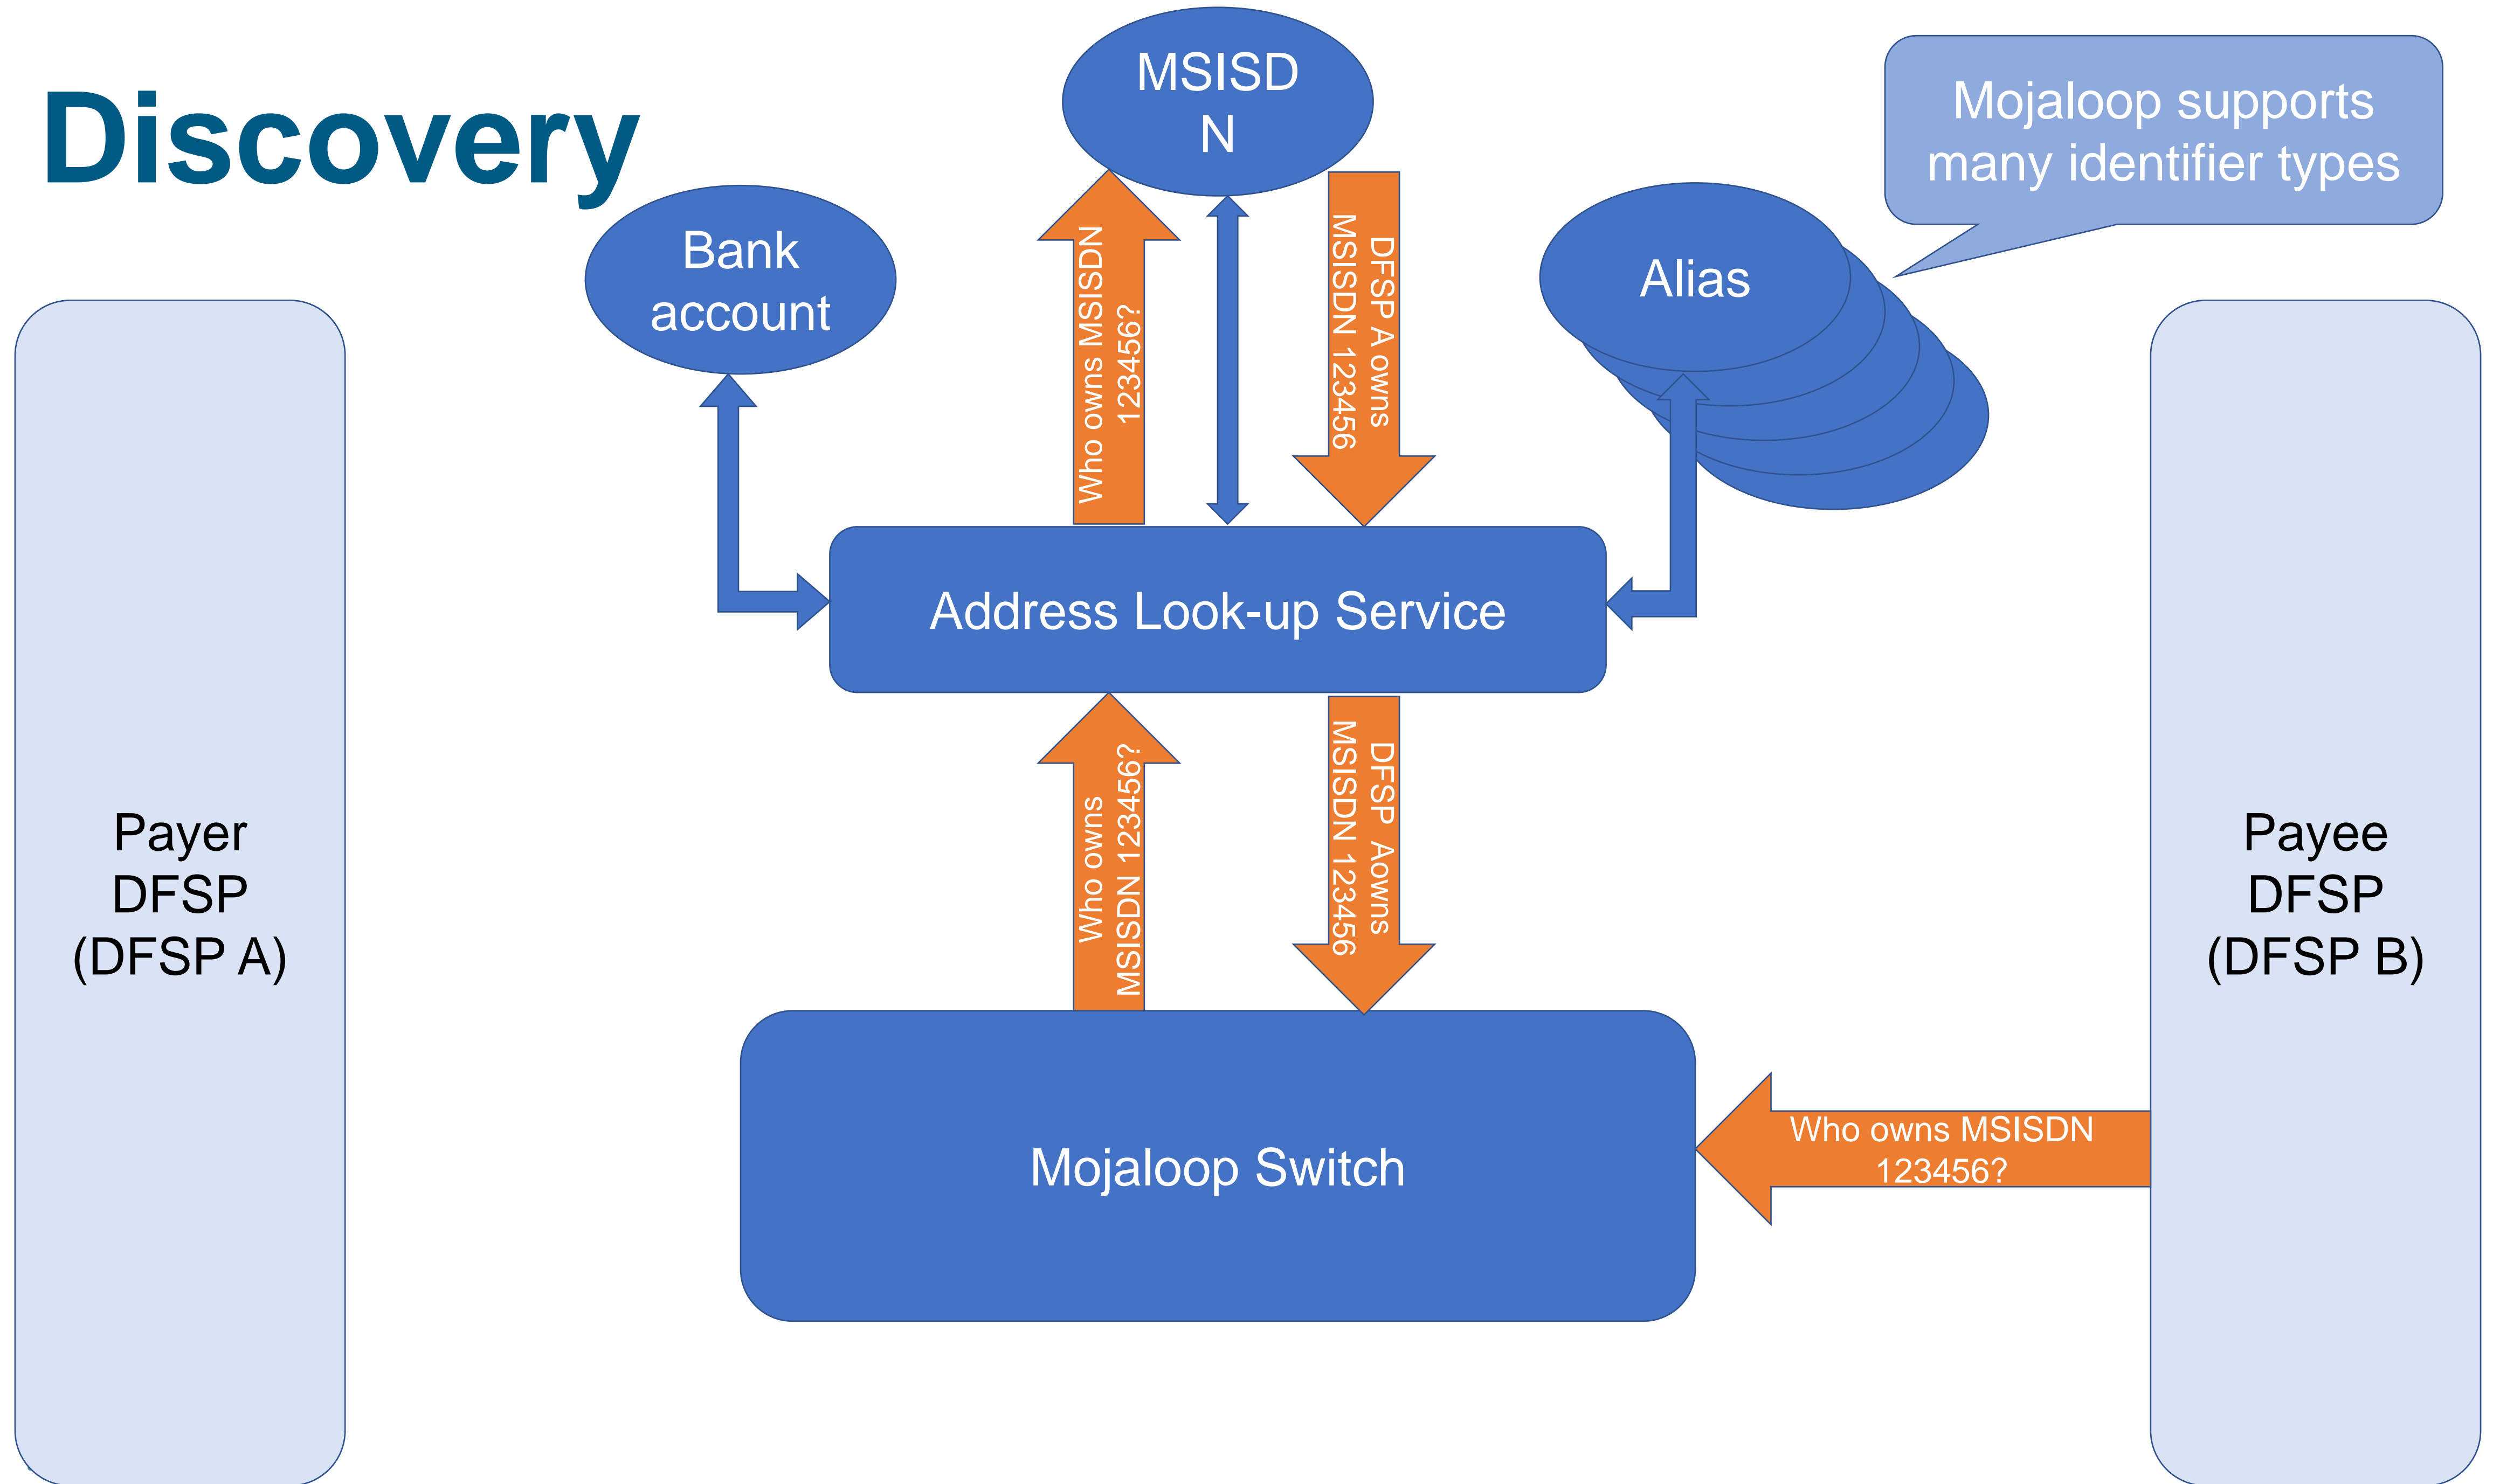 Discovery
MSISD
N
Mojaloop supports
many identifier types
Bank
account
Alias
Who owns MSISDN
123456?
DFSP A owns
MSISDN 123456
Address Look-up Service
Who owns
MSISDN 123456?
DFSP  Aowns
MSISDN 123456
Payer
DFSP
(DFSP A)
Payee
DFSP
(DFSP B)
Who owns MSISDN
123456?
Mojaloop Switch